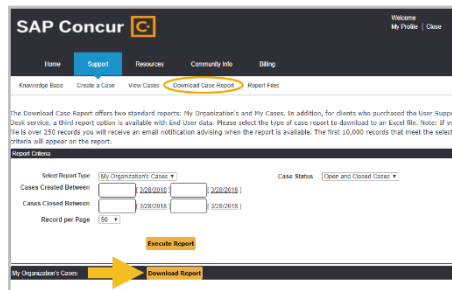 SAP Concur C
Welcome
My Profile | Close
Home Support Resources Community Info Billing
Knowledge Base Create a Case View Cases Download Case Report Report Files
The Download Case Report offers two standard reports: My Organization's and My Cases. In addition, for clients who purchased the User Suppo
Desk service, a third report option is available with End User data. Please select the type of case report to download to an Excel file. Note: If yo
file is over 250 records you will receive an email notification advising when the report is available. The first 10,000 records that meet the select
criteria will appear on the report.
Report Criteria
Select Report Type My Organization's Cases Case Status Open and Closed Cases
Cases Created Between [ 3/28/2018 ] [ 3/28/2018 ]
Cases Closed Between [ 3/28/2018 ] [ 3/28/2018 ]
Record per Page 50
Execute Report
My Organization's Cases Download Report